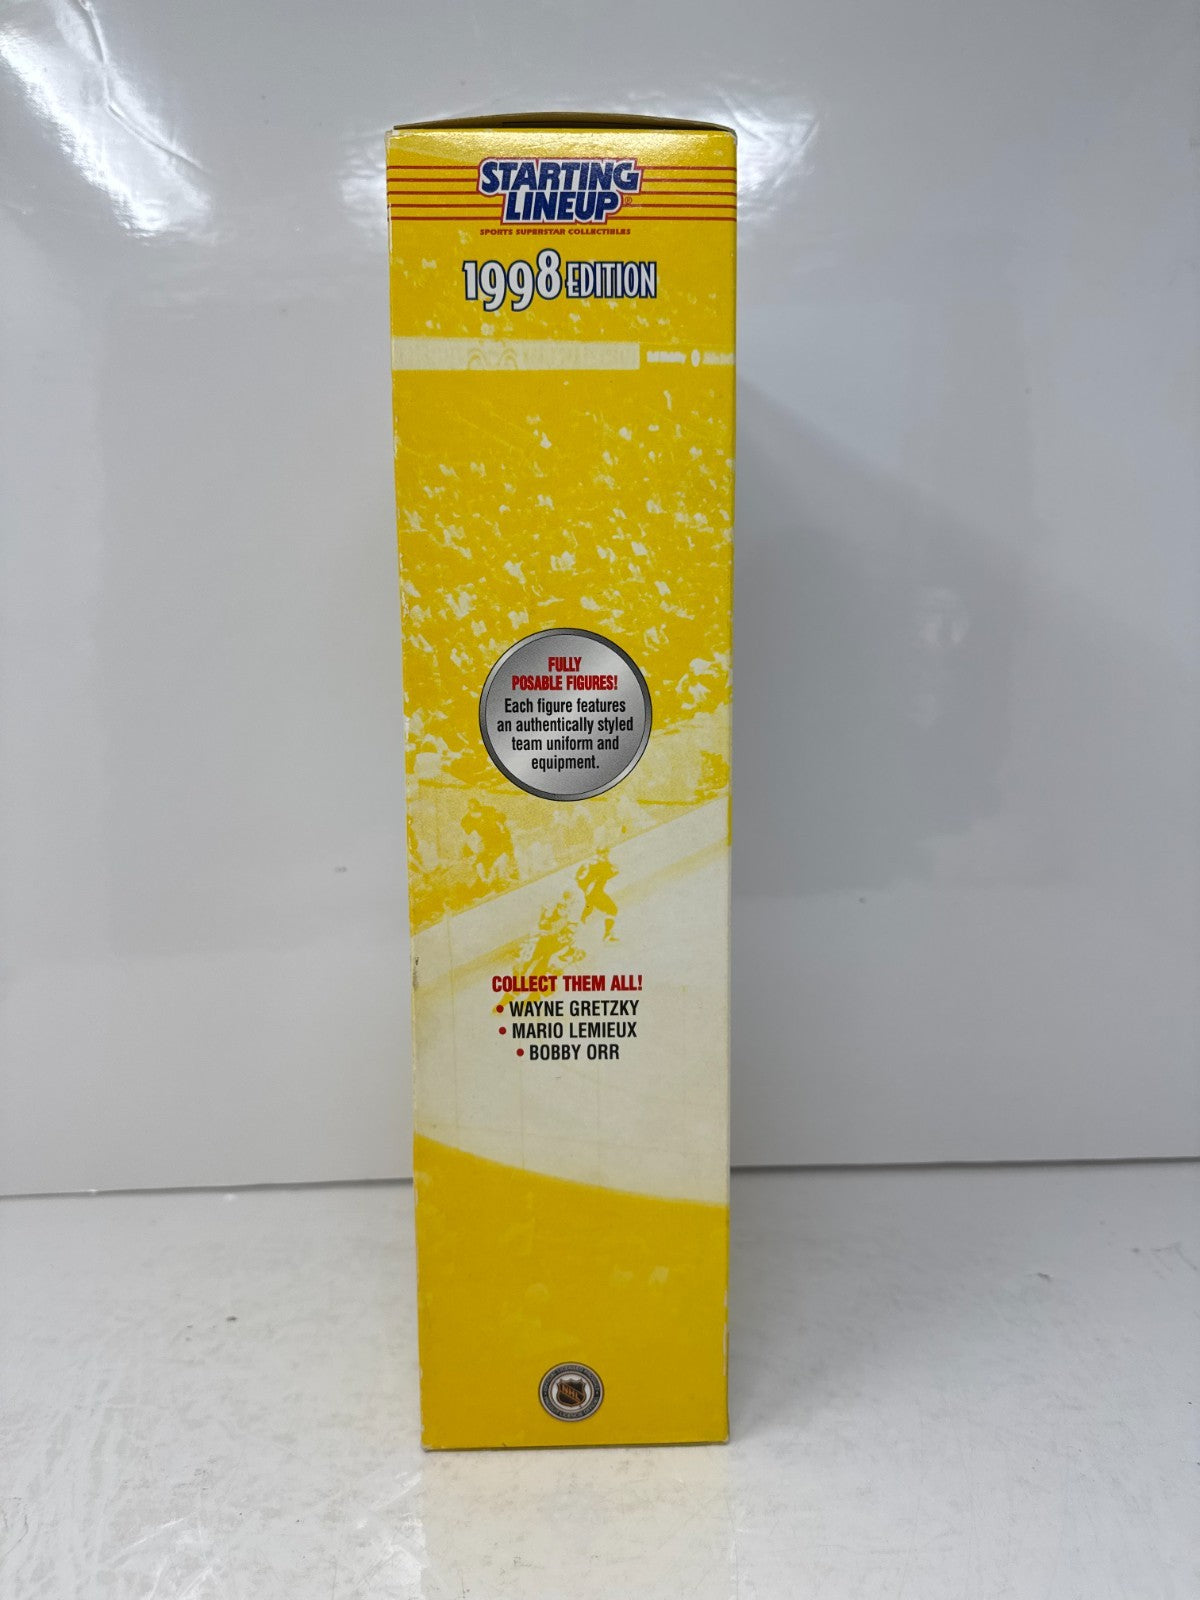 STARTING
LINEUP®
SPORTS SUPERSTAR COLLECTIBLES
1998 EDITION
FULLY
POSABLE FIGURES!
Each figure features
an authentically styled
team uniform and
equipment.
COLLECT THEM ALL!
• WAYNE GRETZKY
• MARIO LEMIEUX
• BOBBY ORR
NHL